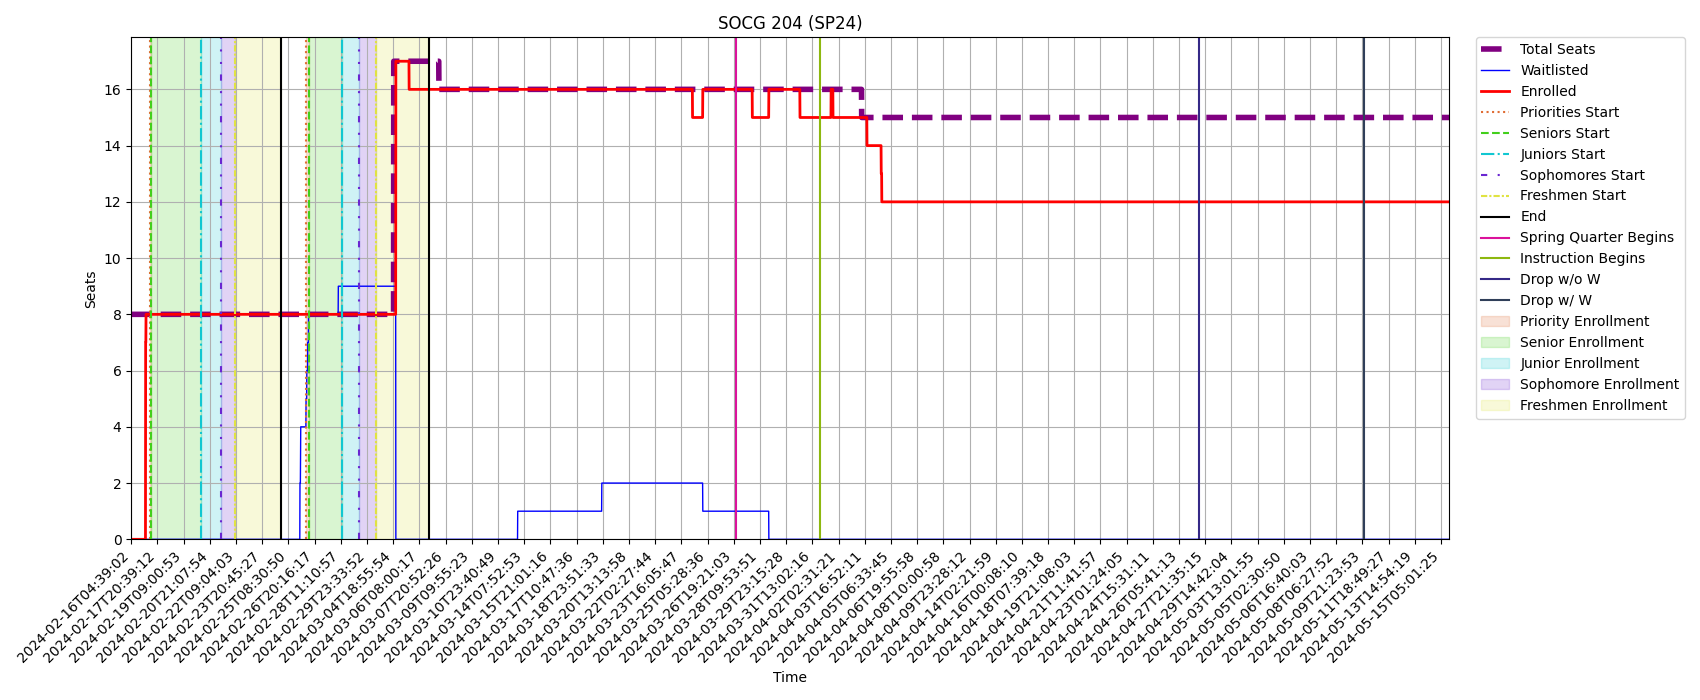 SOCG 204 (SP24)
Seats
16
14
12
10
8
6
4
2
0
2024-02-16T04:39:02
2024-02-17T20:39:12
2024-02-19T09:00:53
2024-02-20T21:07:54
2024-02-22T09:04:03
2024-02-23T20:45:27
2024-02-25T08:30:50
2024-02-26T20:16:17
2024-02-28T11:10:57
2024-02-29T23:33:52
2024-03-04T18:55:54
2024-03-06T08:00:17
2024-03-07T20:52:26
2024-03-09T09:55:23
2024-03-10T23:40:49
2024-03-14T07:52:53
2024-03-15T21:01:16
2024-03-17T10:47:36
2024-03-18T23:51:33
2024-03-20T13:13:58
2024-03-22T02:27:44
2024-03-23T16:05:47
2024-03-25T05:28:36
2024-03-26T19:21:03
2024-03-28T09:53:51
2024-03-29T23:15:28
2024-03-31T13:02:16
2024-04-02T02:31:21
2024-04-03T16:52:11
2024-04-05T06:33:45
2024-04-06T19:55:58
2024-04-08T10:00:58
2024-04-09T23:28:12
2024-04-14T02:21:59
2024-04-16T00:08:10
2024-04-18T07:39:18
2024-04-19T21:08:03
2024-04-21T11:41:57
2024-04-23T01:24:05
2024-04-24T15:31:11
2024-04-26T05:41:13
2024-04-27T21:35:15
2024-04-29T14:42:04
2024-05-03T13:01:55
2024-05-05T02:30:50
2024-05-06T16:40:03
2024-05-08T06:27:52
2024-05-09T21:23:53
2024-05-11T18:49:27
2024-05-13T14:54:19
2024-05-15T05:01:25
Time
Total Seats
Waitlisted
Enrolled
Priorities Start
Seniors Start
Juniors Start
Sophomores Start
Freshmen Start
End
Spring Quarter Begins
Instruction Begins
Drop w/o W
Drop w/ W
Priority Enrollment
Senior Enrollment
Junior Enrollment
Sophomore Enrollment
Freshmen Enrollment